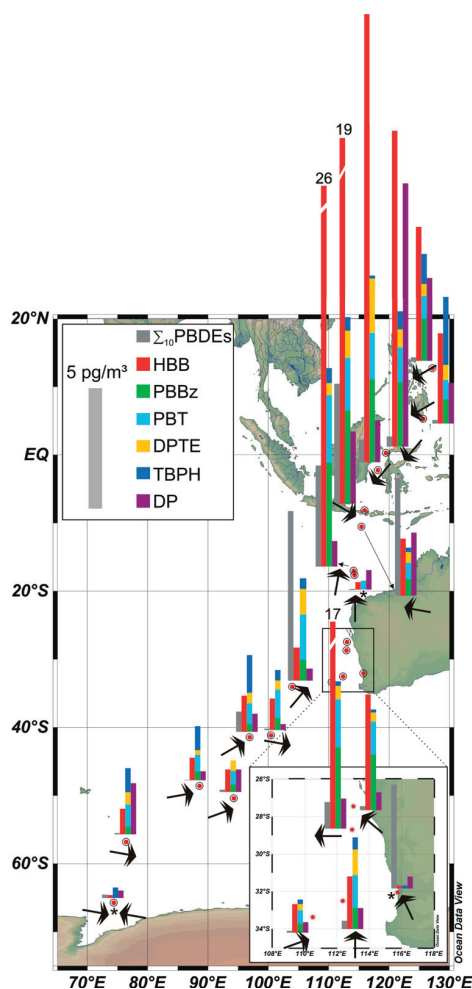 19
26
20°N
Σ10PBDEs
HBB
5 pg/m³
PBBz
PBT
DPTE
TBPH
DP
EQ
*
20°S
17
40°S
26°S
28°S
30°S
60°S
32°S
*
*
34°S
108°E 110°E 112°E 114°E 116°E 118°E
Ocean Data View
Ocean Data View
70°E 80°E 90°E 100°E 110°E 120°E 130°E